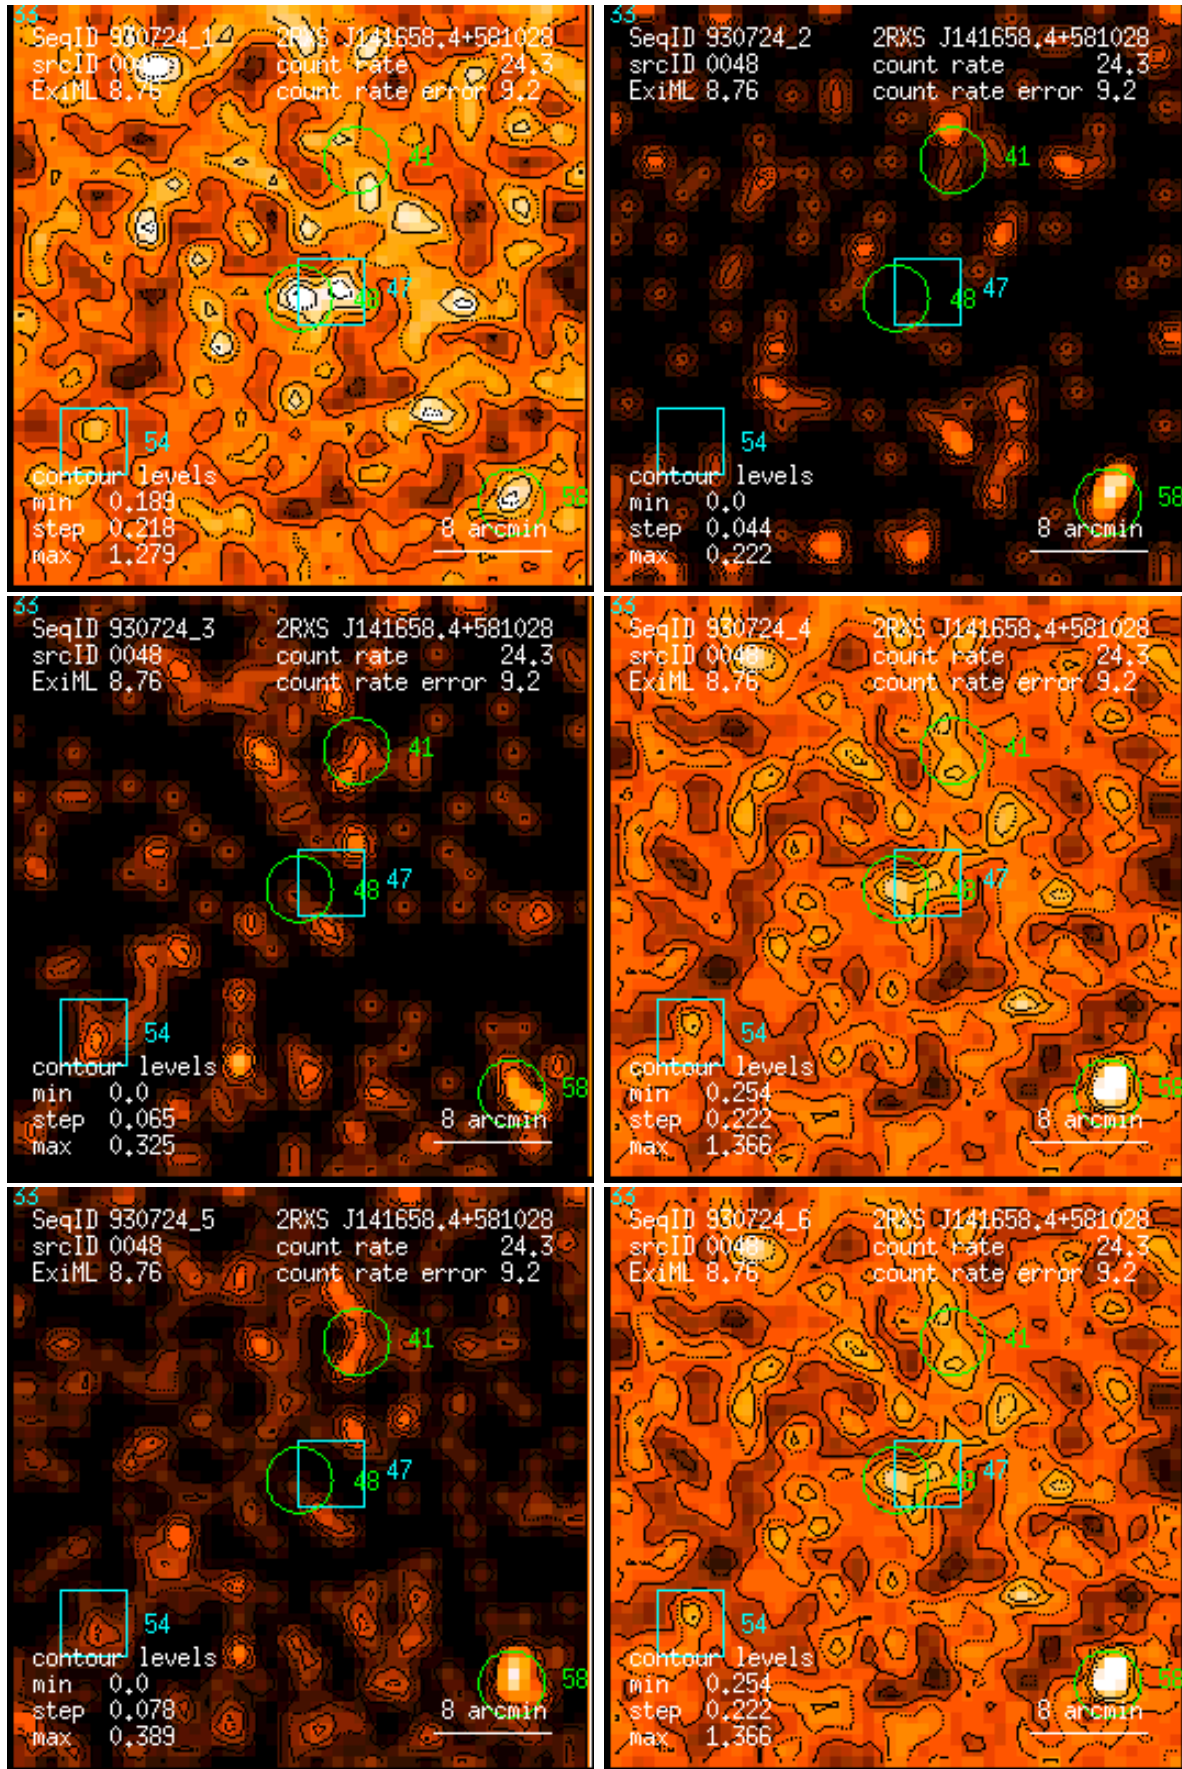 33
SeqID 930724_1 2RXS J141658.4+581028
srcID 0048 count rate 24.3
ExiML 8.76 count rate error 9.2
41
47
48
54
contour levels
min 0.189
58
step 0.218 8 arcmin
max 1.279
33
SeqID 930724_2 2RXS J141658.4+581028
srcID 0048 count rate 24.3
ExiML 8.76 count rate error 9.2
41
47
48
54
contour levels
min 0.0
58
step 0.044 8 arcmin
max 0.222
33
SeqID 930724_3 2RXS J141658.4+581028
srcID 0048 count rate 24.3
ExiML 8.76 count rate error 9.2
41
47
48
54
contour levels
min 0.0
58
step 0.065 8 arcmin
max 0.325
33
SeqID 930724_4 2RXS J141658.4+581028
srcID 0048 count rate 24.3
ExiML 8.76 count rate error 9.2
41
47
48
54
contour levels
min 0.254
58
step 0.222 8 arcmin
max 1.366
33
SeqID 930724_5 2RXS J141658.4+581028
srcID 0048 count rate 24.3
ExiML 8.76 count rate error 9.2
41
47
48
54
contour levels
min 0.0
58
step 0.078 8 arcmin
max 0.389
33
SeqID 930724_6 2RXS J141658.4+581028
srcID 0048 count rate 24.3
ExiML 8.76 count rate error 9.2
41
47
48
54
contour levels
min 0.254
58
step 0.222 8 arcmin
max 1.366